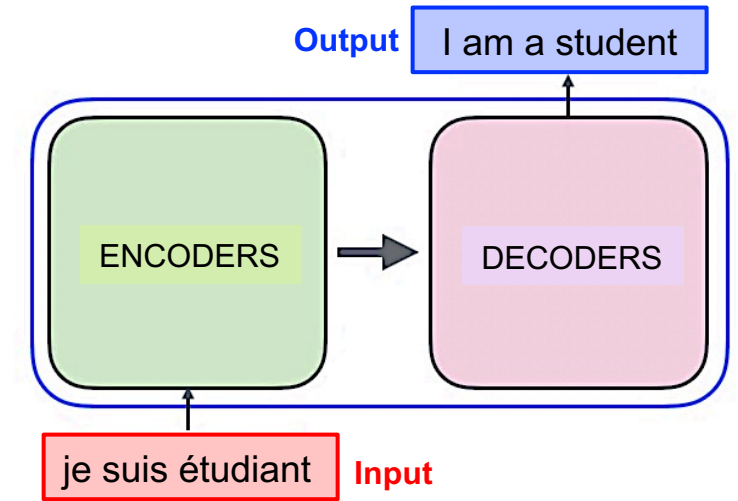 Output
I am a student
ENCODERS
DECODERS
je suis étudiant
Input